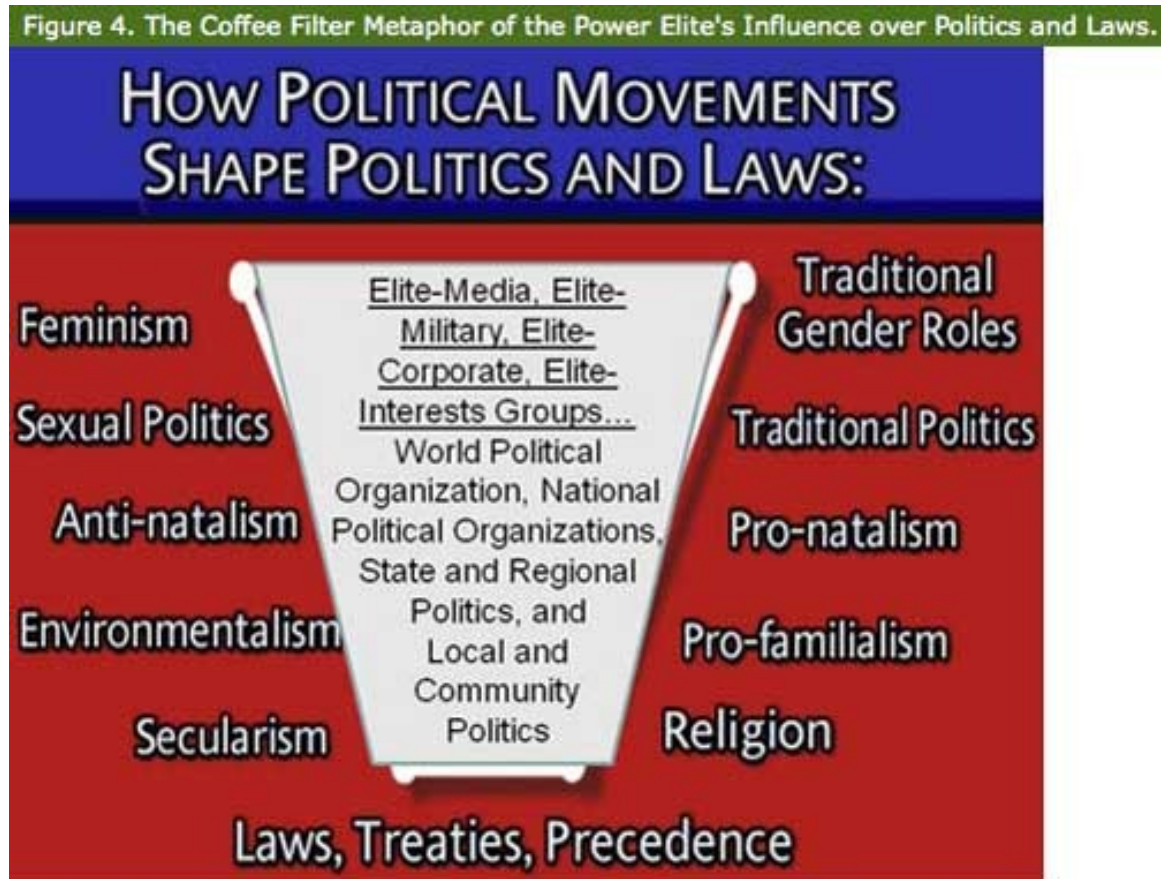 Figure 4. The Coffee Filter Metaphor of the Power Elite's Influence over Politics and Laws.
HOW POLITICAL MOVEMENTS
SHAPE POLITICS AND LAWS:
Elite-Media, Elite-
Military, Elite-
Corporate, Elite-
Interests Groups...
World Political
Organization, National
Political Organizations,
State and Regional
Politics, and
Local and
Community
Politics
Feminism
Sexual Politics
Anti-natalism
Environmentalism
Secularism
Traditional
Gender Roles
Traditional Politics
Pro-natalism
Pro-familialism
Religion
Laws, Treaties, Precedence